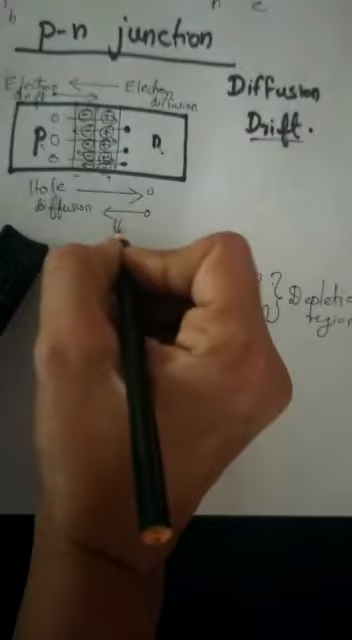 p-n junction
Electron ← Electron
drift → diffusion
Diffusion
Drift.
p n
Hole → o
diffusion ← o
} Depletion
region